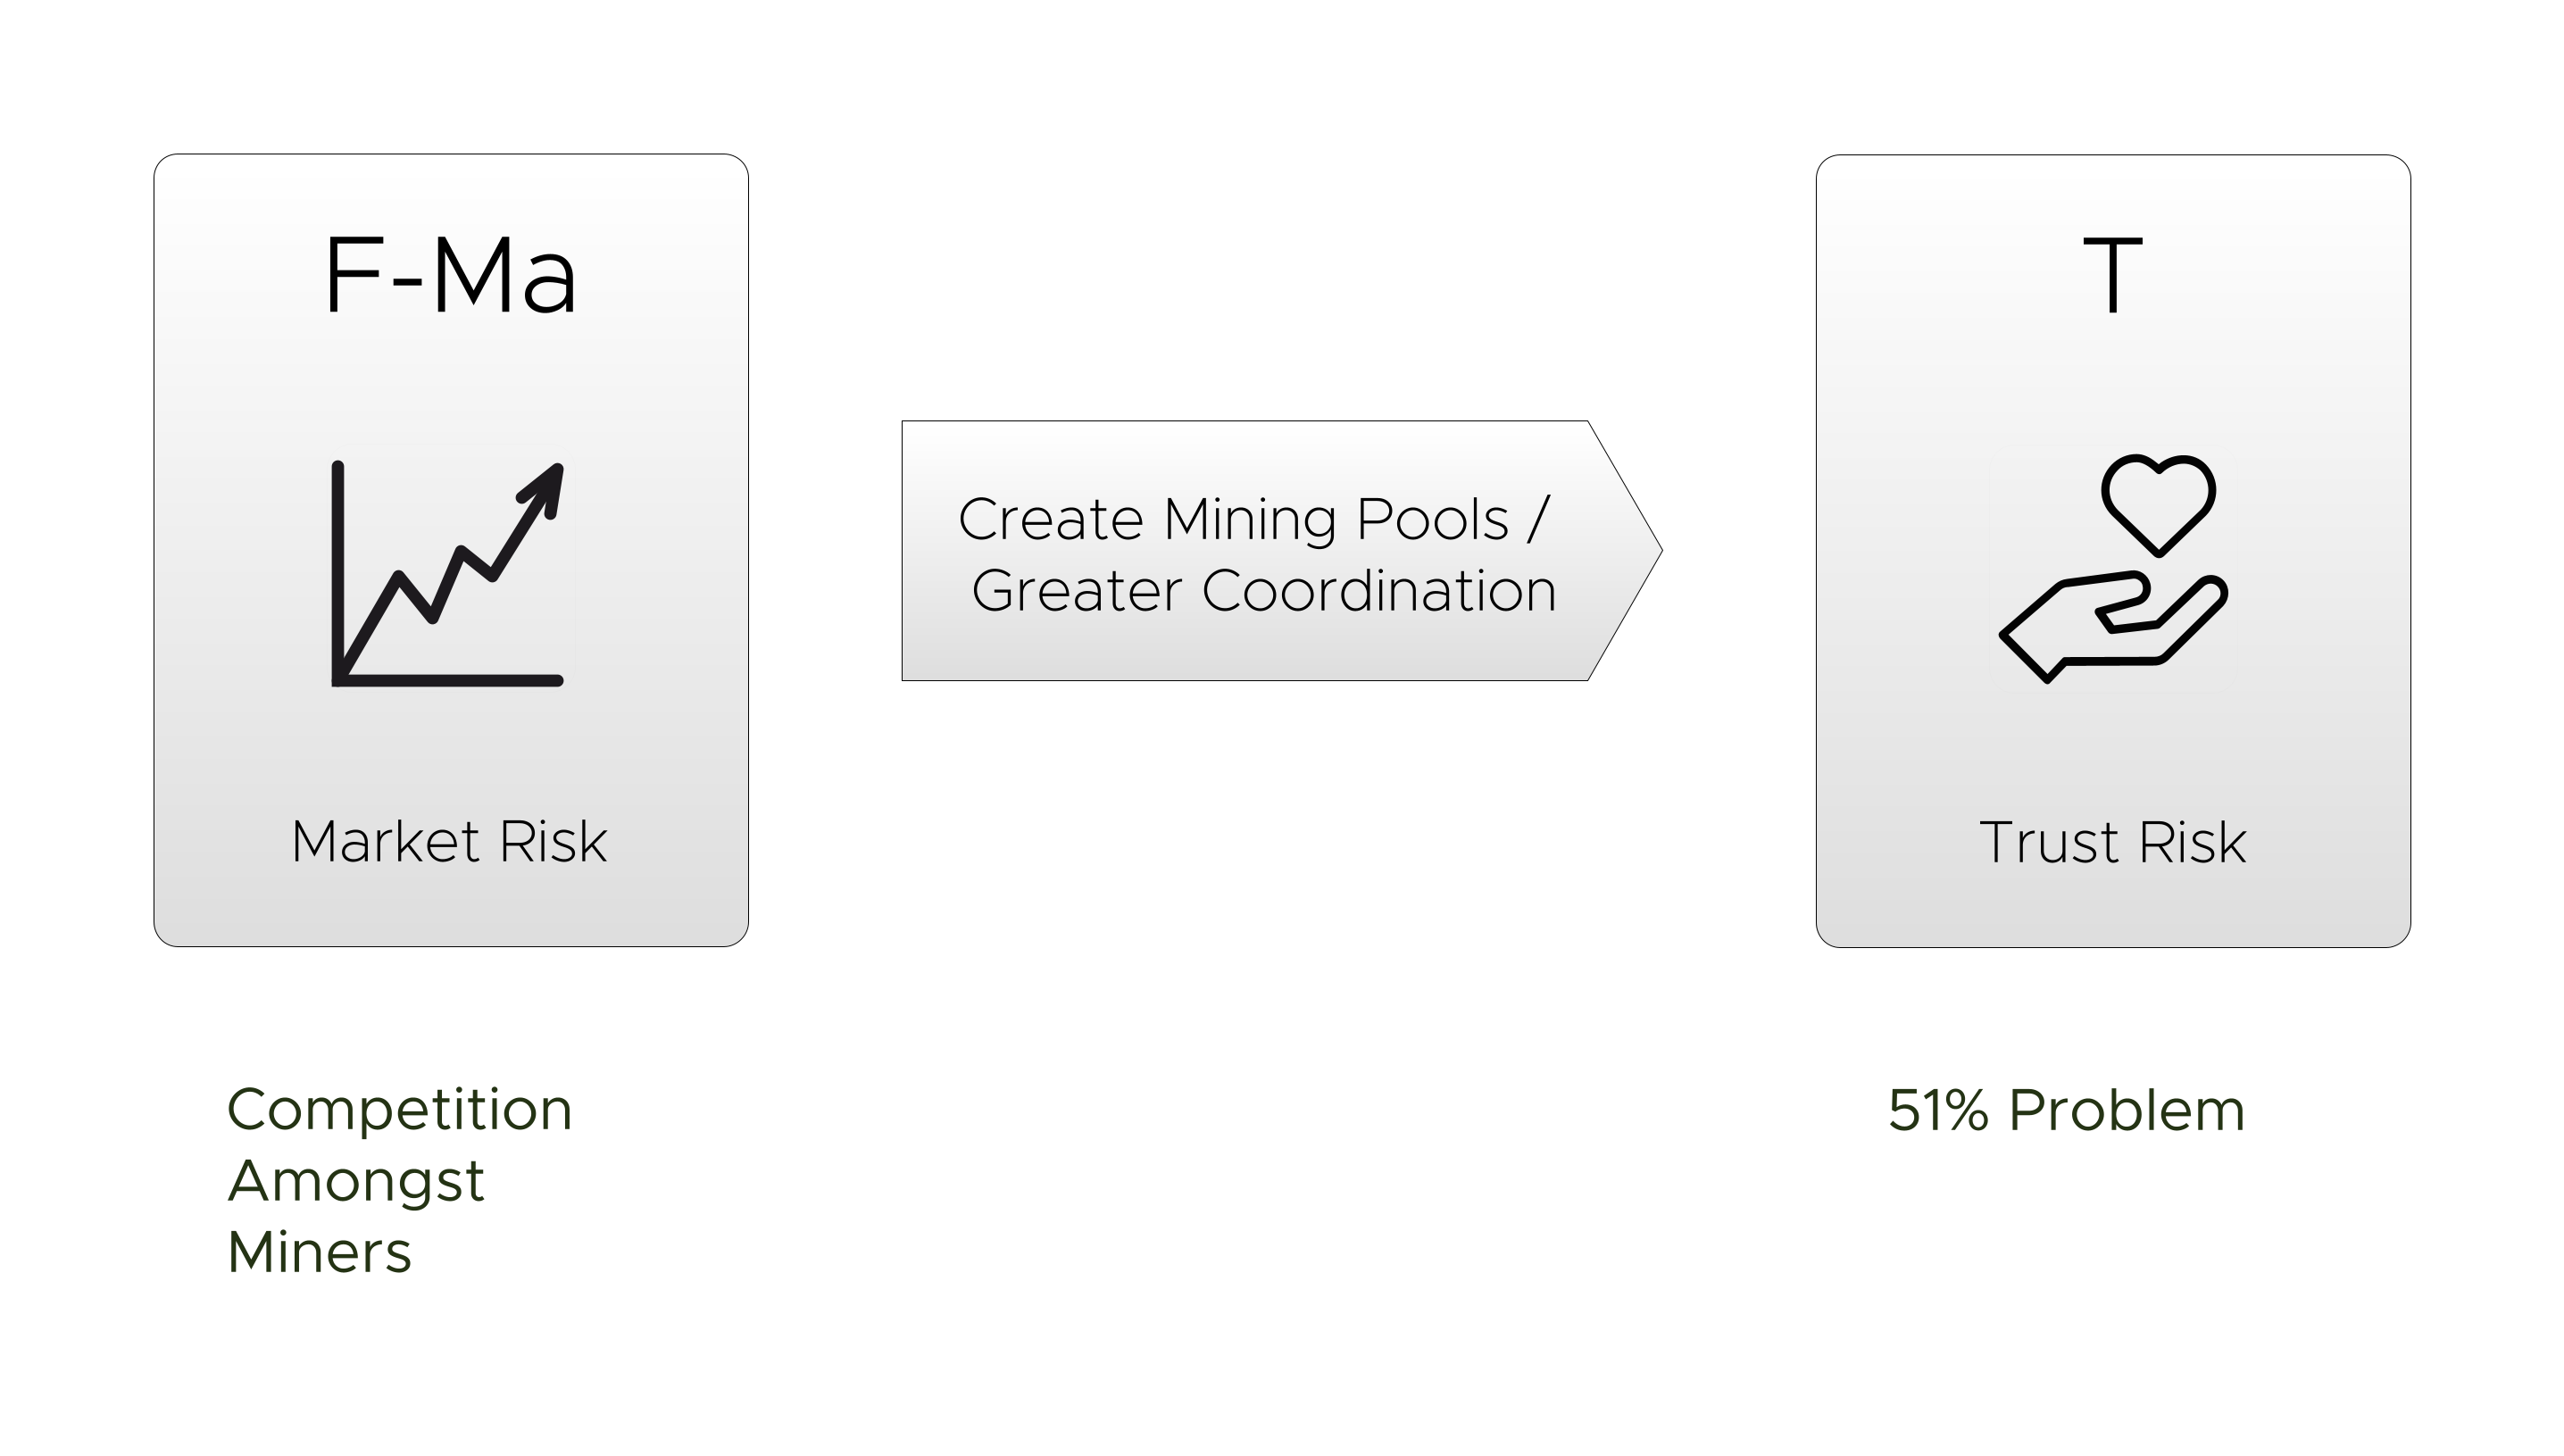 F-Ma
Market Risk
Competition
Amongst
Miners
Create Mining Pools /
Greater Coordination
T
Trust Risk
51% Problem